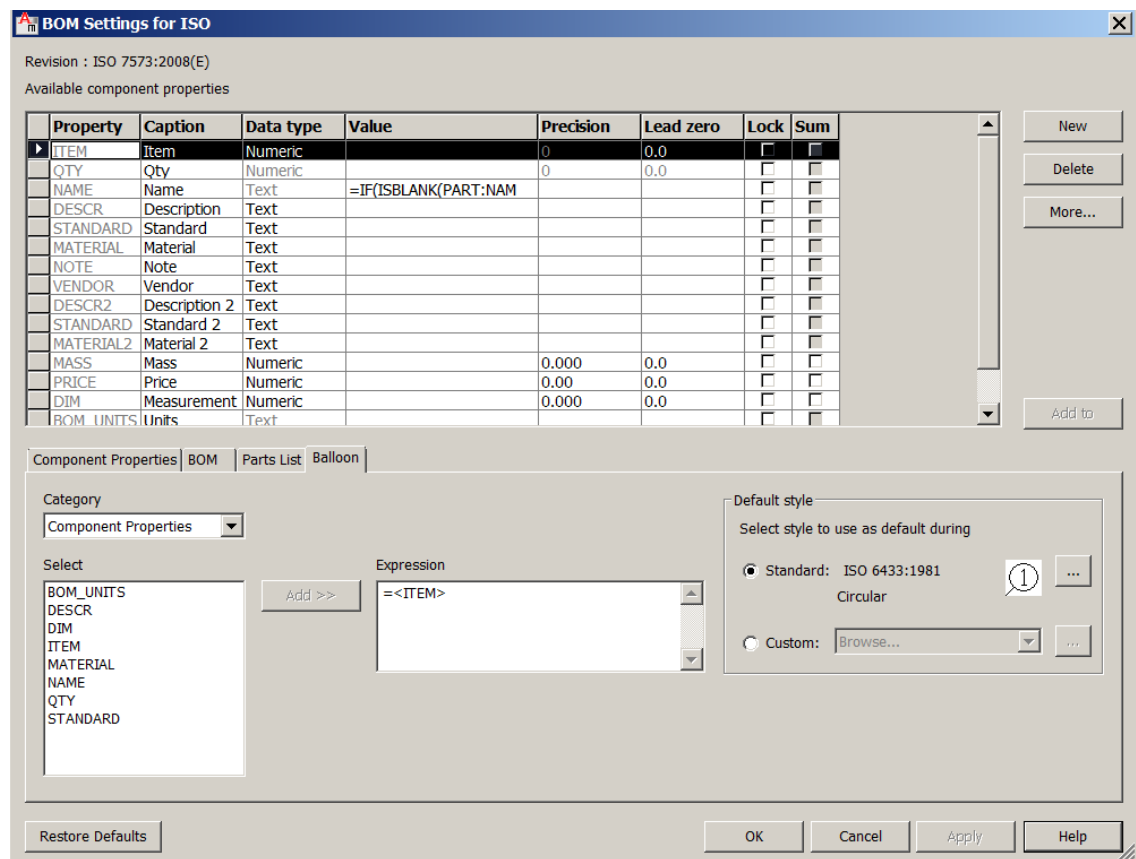 BOM Settings for ISO
Revision : ISO 7573:2008(E)
Available component properties
Property Caption Data type Value Precision Lead zero Lock Sum
ITEM Item Numeric 0 0.0
QTY Qty Numeric 0 0.0
NAME Name Text =IF(ISBLANK(PART:NAM
DESCR Description Text
STANDARD Standard Text
MATERIAL Material Text
NOTE Note Text
VENDOR Vendor Text
DESCR2 Description 2 Text
STANDARD Standard 2 Text
MATERIAL2 Material 2 Text
MASS Mass Numeric 0.000 0.0
PRICE Price Numeric 0.00 0.0
DIM Measurement Numeric 0.000 0.0
BOM_UNITS Units Text
New
Delete
More...
Add to
Component Properties BOM Parts List Balloon
Category
Component Properties
Select
BOM_UNITS
DESCR
DIM
ITEM
MATERIAL
NAME
QTY
STANDARD
Add >>
Expression
=<ITEM>
Default style
Select style to use as default during
Standard: ISO 6433:1981 1 ...
Circular
Custom: Browse... ...
Restore Defaults OK Cancel Apply Help